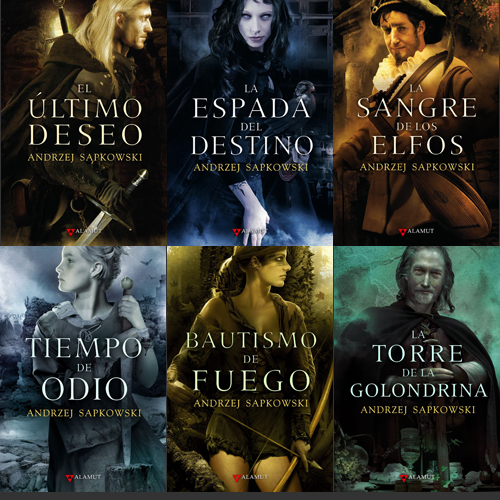 EL
ÚLTIMO
DESEO
ANDRZEJ SAPKOWSKI
ALAMUT
LA
ESPADA
DEL
DESTINO
ANDRZEJ SAPKOWSKI
ALAMUT
LA
SANGRE
DE LOS
ELFOS
ANDRZEJ SAPKOWSKI
ALAMUT
TIEMPO
DE
ODIO
ANDRZEJ SAPKOWSKI
ALAMUT
BAUTISMO
DE
FUEGO
ANDRZEJ SAPKOWSKI
ALAMUT
LA
TORRE
DE LA
GOLONDRINA
ANDRZEJ SAPKOWSKI
ALAMUT